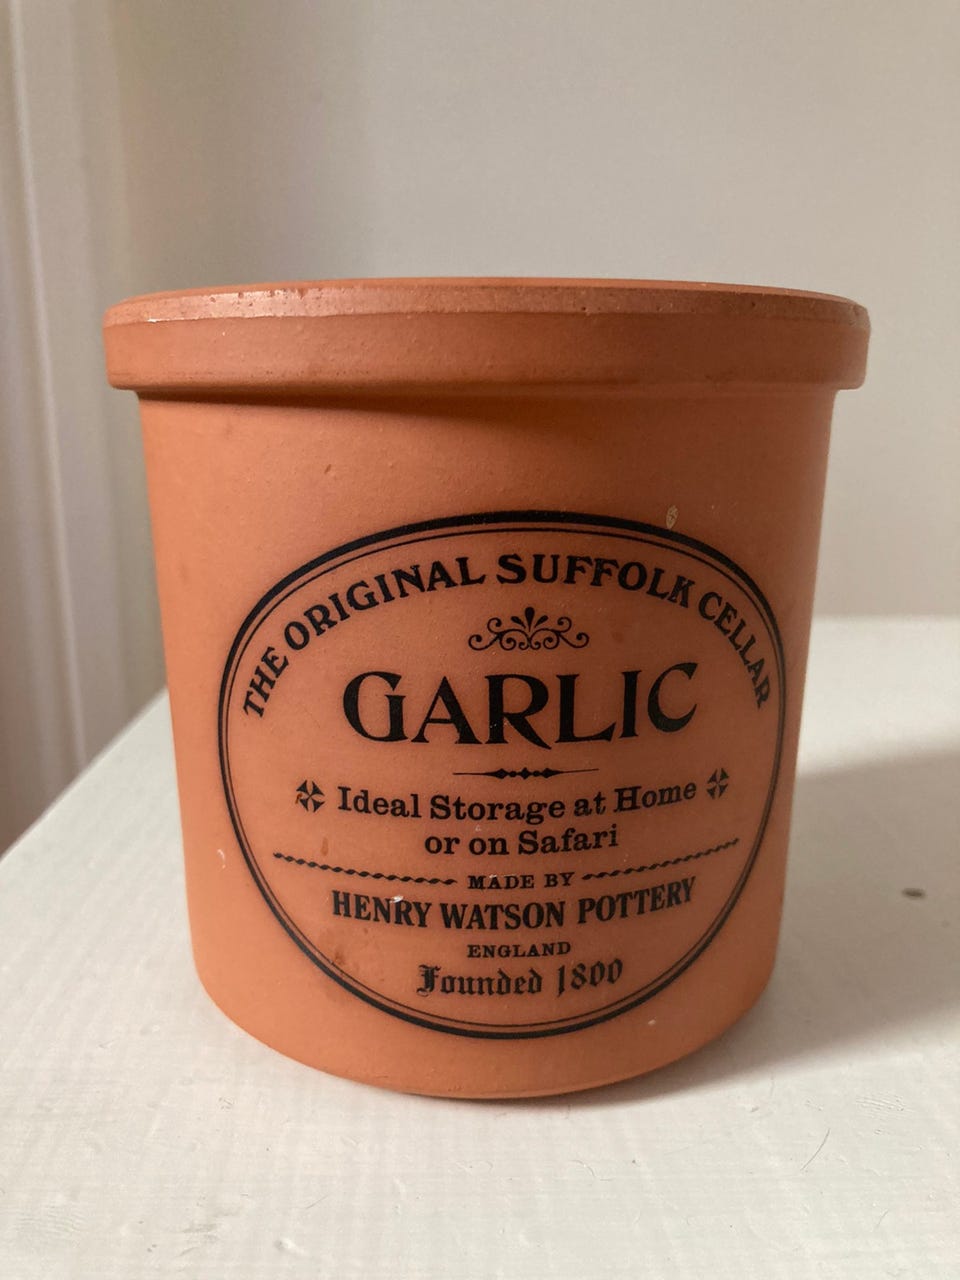 THE ORIGINAL SUFFOLK CELLAR
GARLIC
Ideal Storage at Home
or on Safari
MADE BY
HENRY WATSON POTTERY
ENGLAND
Founded 1800